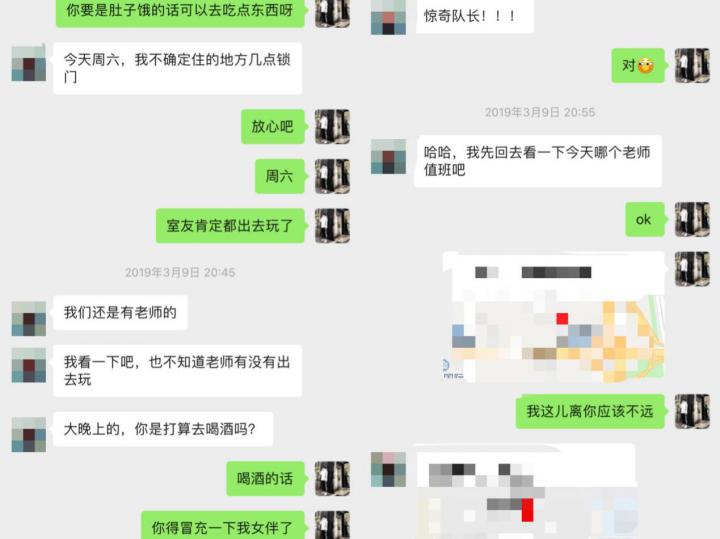 你要是肚子饿的话可以去吃点东西呀
今天周六，我不确定住的地方几点锁
门
放心吧
周六
室友肯定都出去玩了
2019年3月9日 20:45
我们还是有老师的
我看一下吧，也不知道老师有没有出
去玩
大晚上的，你是打算去喝酒吗？
喝酒的话
你得冒充一下我女伴了
惊奇队长！！！
对
2019年3月9日 20:55
哈哈，我先回去看一下今天哪个老师
值班吧
ok
我这儿离你应该不远